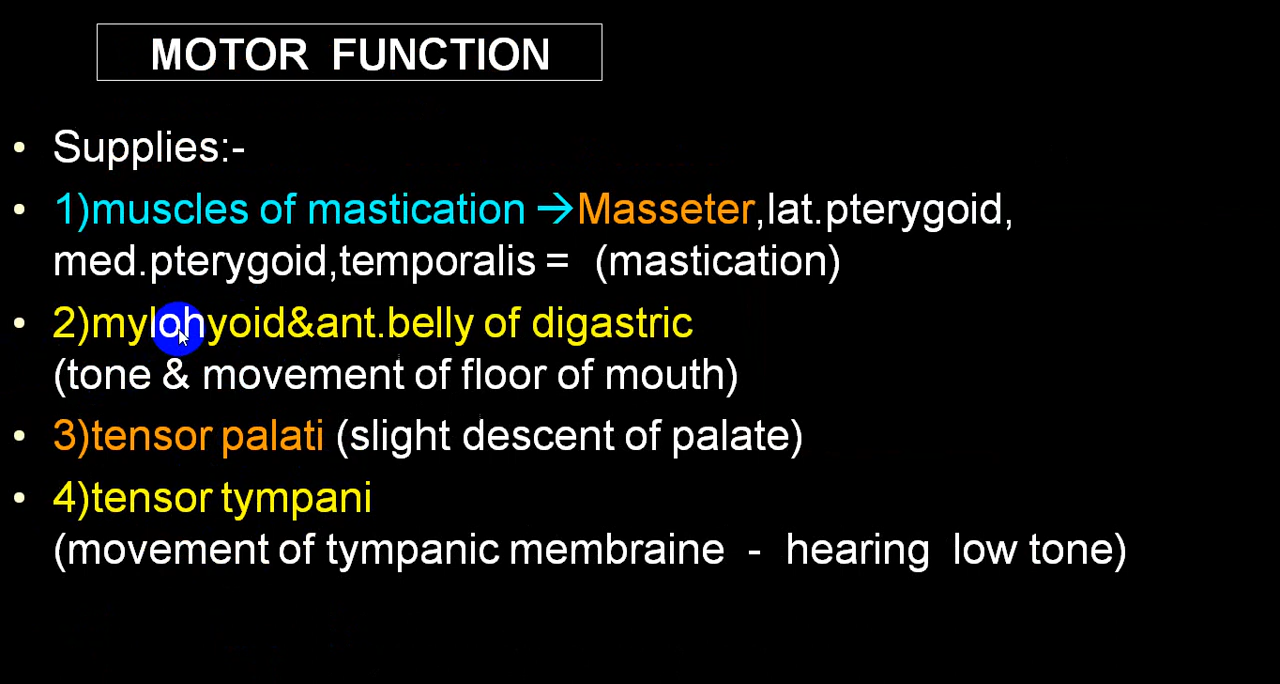 MOTOR FUNCTION
• Supplies:-
• 1)muscles of mastication →Masseter,lat.pterygoid,
med.pterygoid,temporalis = (mastication)
• 2)mylohyoid&ant.belly of digastric
(tone & movement of floor of mouth)
• 3)tensor palati (slight descent of palate)
• 4)tensor tympani
(movement of tympanic membraine - hearing low tone)